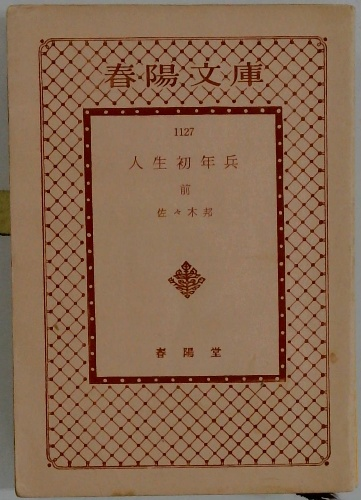 春陽文庫
1127
人生初年兵
前
佐々木邦
春陽堂